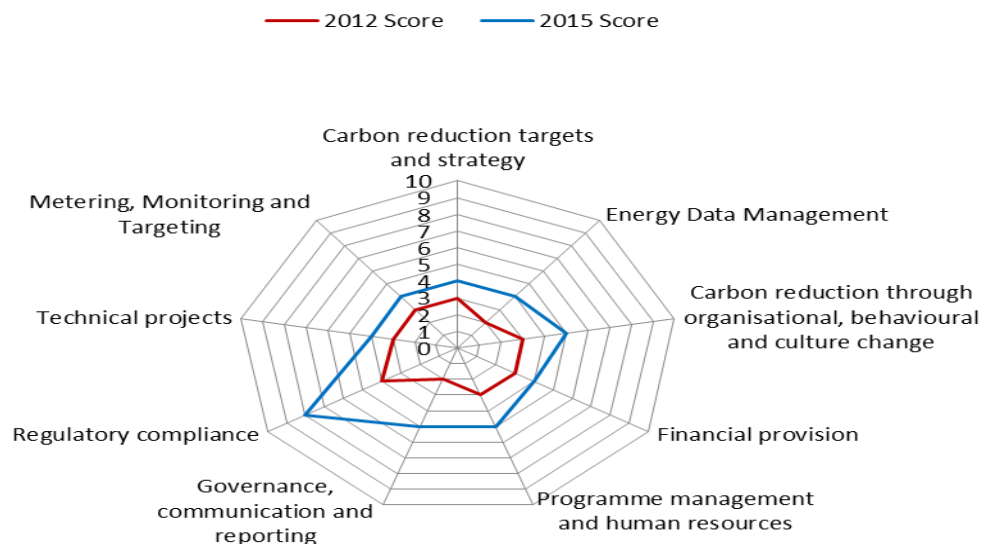 2012 Score 2015 Score
Carbon reduction targets
and strategy
10
9
8
7
6
5
4
3
2
1
0
Energy Data Management
Carbon reduction through
organisational, behavioural
and culture change
Financial provision
Programme management
and human resources
Governance,
communication and
reporting
Regulatory compliance
Technical projects
Metering, Monitoring and
Targeting